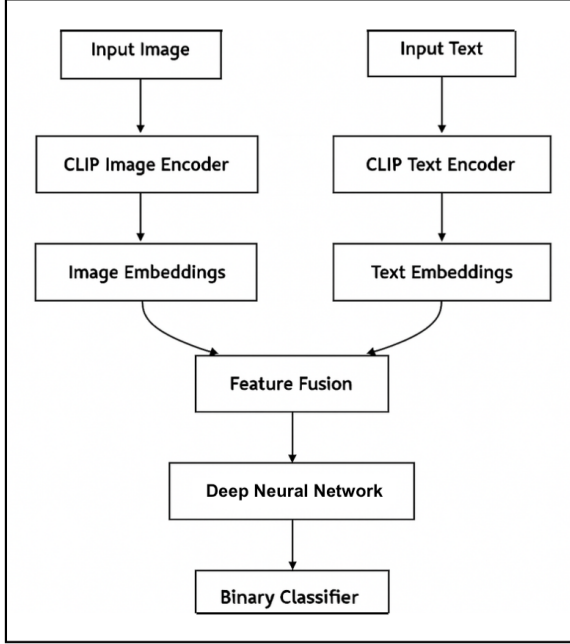 Input Image
Input Text
CLIP Image Encoder
CLIP Text Encoder
Image Embeddings
Text Embeddings
Feature Fusion
Deep Neural Network
Binary Classifier